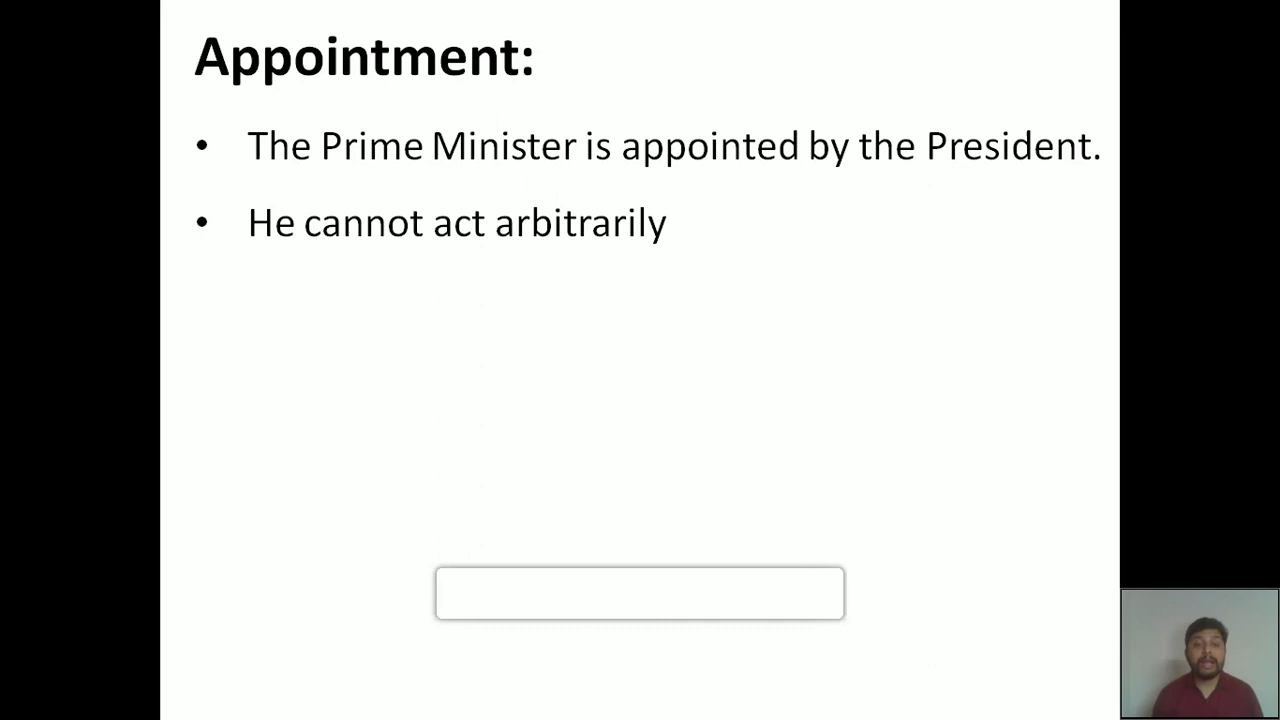 Appointment:
• The Prime Minister is appointed by the President.
• He cannot act arbitrarily